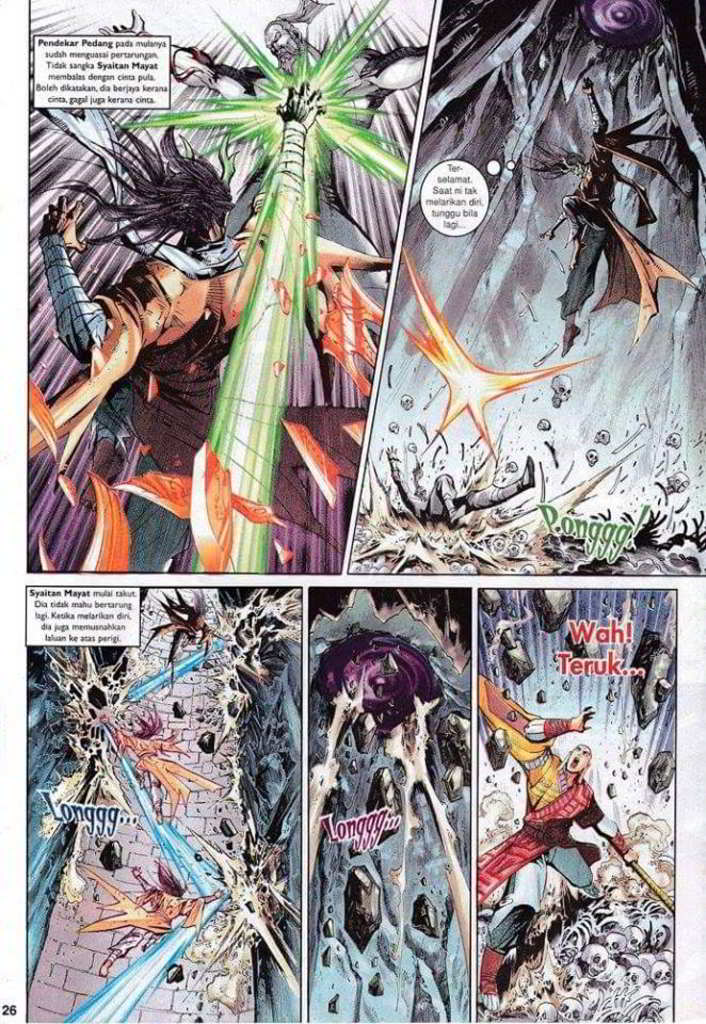 Pendekar Pedang pada mulanya
sudah menguasai pertarungan.
Tidak sangka Syaitan Mayat
membalas dengan cinta pula.
Boleh dikatakan, dia berjaya kerana
cinta, gagal juga kerana cinta.
Ter-
selamat.
Saat ni tak
melarikan diri,
tunggu bila
lagi...
Ponggg!
Syaitan Mayat mulai takut.
Dia tidak mahu bertarung
lagi. Ketika melarikan diri,
dia juga memusnahkan
laluan ke atas perigi.
Longgg...
Longgg...
Wah!
Teruk...
26